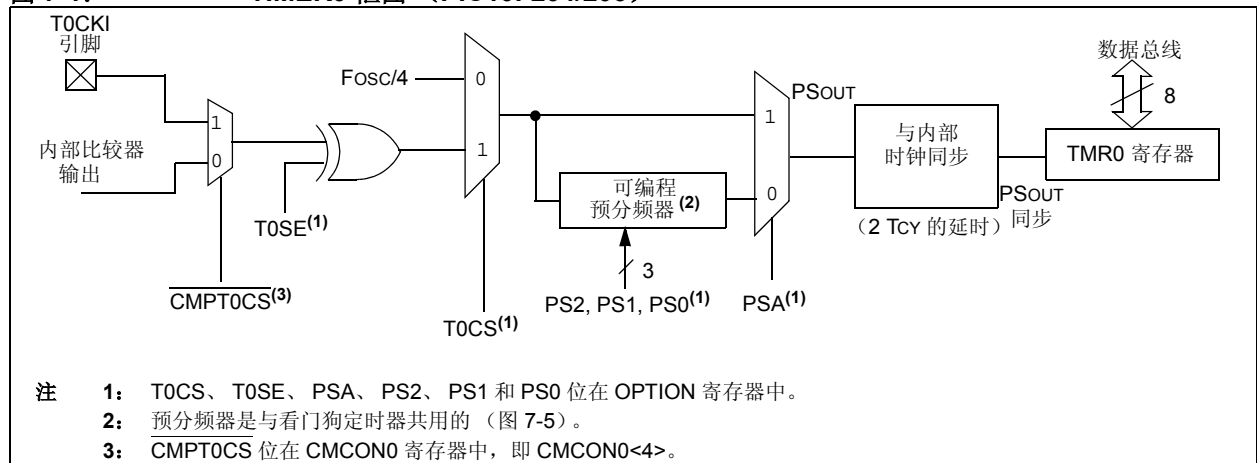 T0CKI
引脚
FOSC/4
0
1
内部比较器
输出
1
0
T0SE(1)
CMPT0CS(3)
T0CS(1)
可编程
预分频器(2)
3
PS2, PS1, PS0(1)
1
0
PSA(1)
PSOUT
与内部
时钟同步
(2 TCY 的延时)
PSOUT
同步
数据总线
8
TMR0 寄存器
注 1: T0CS、 T0SE、 PSA、 PS2、 PS1 和 PS0 位在 OPTION 寄存器中。
2: 预分频器是与看门狗定时器共用的 (图 7-5)。
3: CMPT0CS 位在 CMCON0 寄存器中，即 CMCON0<4>。